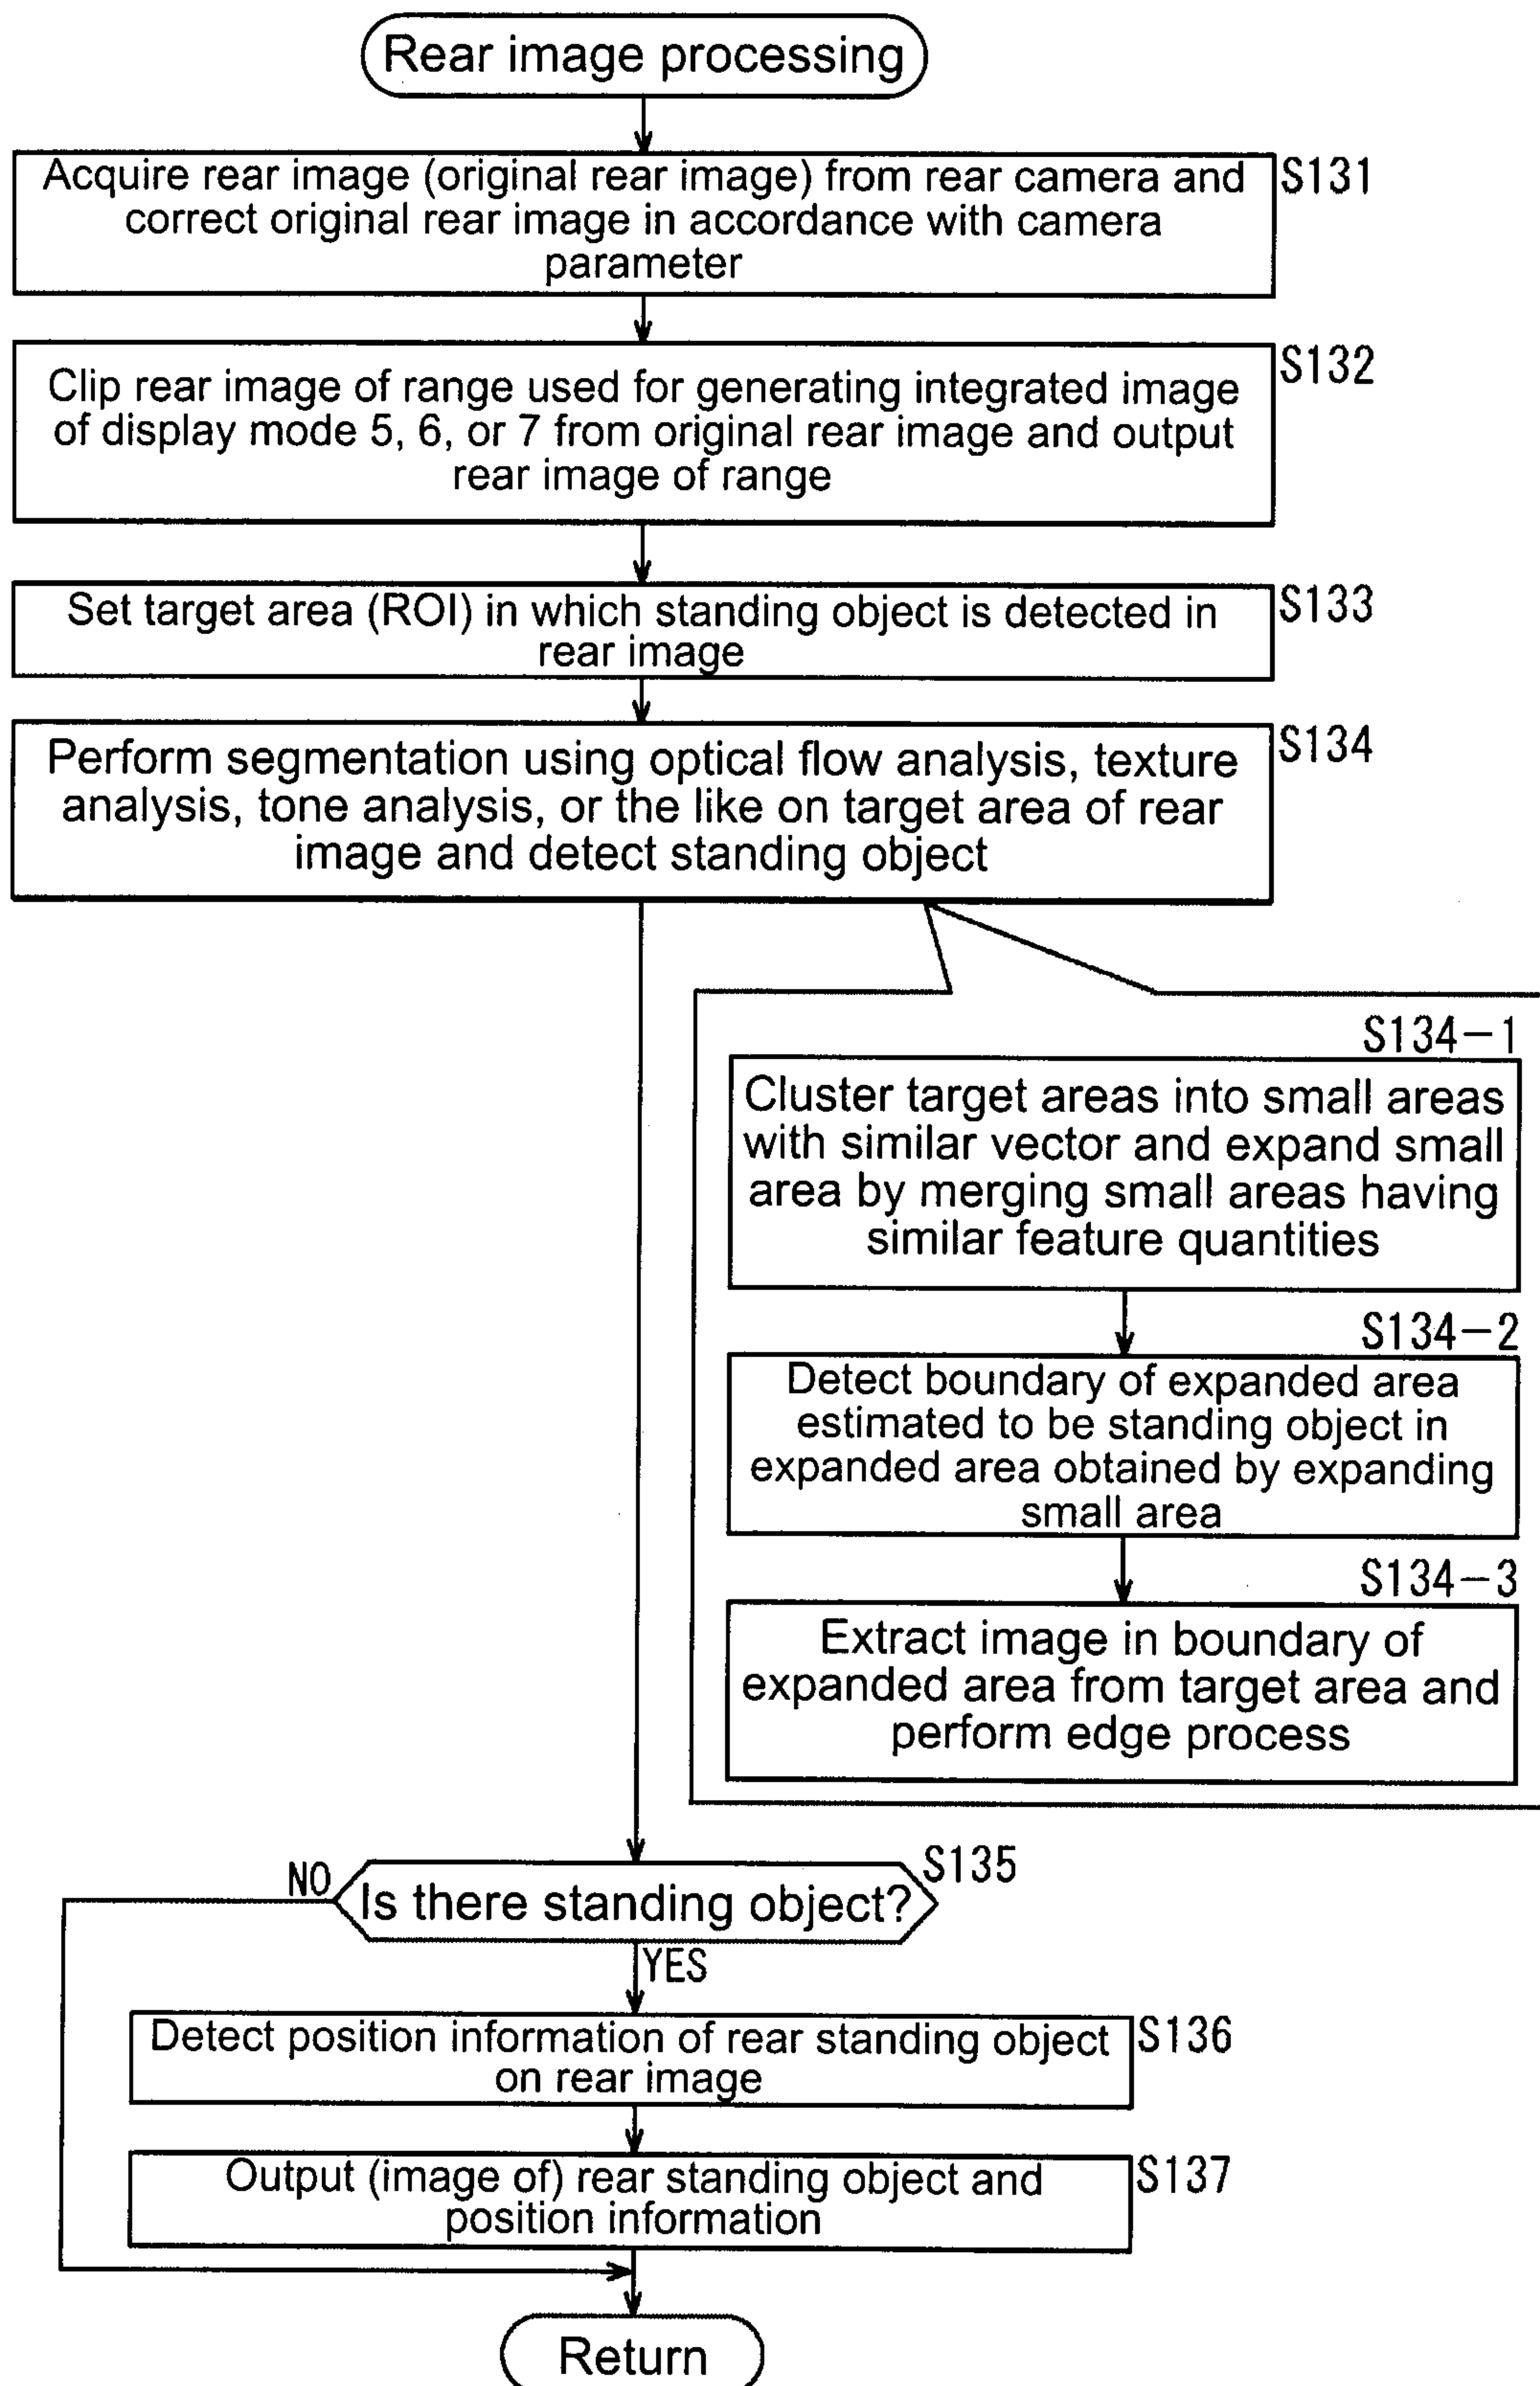 Rear image processing
S131
Acquire rear image (original rear image) from rear camera and
correct original rear image in accordance with camera
parameter
S132
Clip rear image of range used for generating integrated image
of display mode 5, 6, or 7 from original rear image and output
rear image of range
S133
Set target area (ROI) in which standing object is detected in
rear image
S134
Perform segmentation using optical flow analysis, texture
analysis, tone analysis, or the like on target area of rear
image and detect standing object
S134-1
Cluster target areas into small areas
with similar vector and expand small
area by merging small areas having
similar feature quantities
S134-2
Detect boundary of expanded area
estimated to be standing object in
expanded area obtained by expanding
small area
S134-3
Extract image in boundary of
expanded area from target area and
perform edge process
S135
NO
Is there standing object?
YES
Detect position information of rear standing object
on rear image
S136
Output (image of) rear standing object and
position information
S137
Return